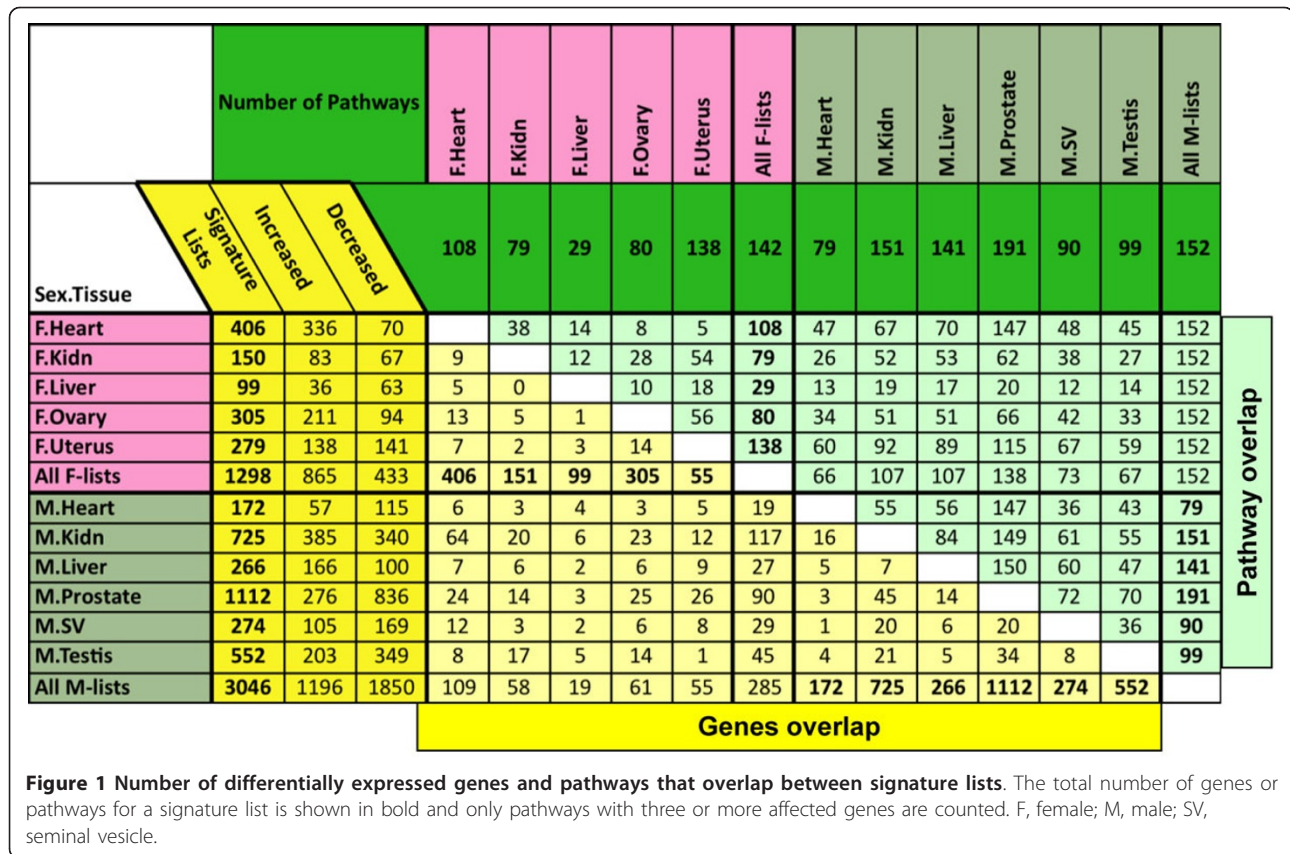 Number of Pathways F.Heart F.Kidn F.Liver F.Ovary F.Uterus All F-lists M.Heart M.Kidn M.Liver M.Prostate M.SV M.Testis All M-lists
Sex.Tissue Signature Lists Increased Decreased 108 79 29 80 138 142 79 151 141 191 90 99 152
F.Heart 406 336 70 38 14 8 5 108 47 67 70 147 48 45 152
F.Kidn 150 83 67 9 12 28 54 79 26 52 53 62 38 27 152
F.Liver 99 36 63 5 0 10 18 29 13 19 17 20 12 14 152
F.Ovary 305 211 94 13 5 1 56 80 34 51 51 66 42 33 152
F.Uterus 279 138 141 7 2 3 14 138 60 92 89 115 67 59 152
All F-lists 1298 865 433 406 151 99 305 55 66 107 107 138 73 67 152
M.Heart 172 57 115 6 3 4 3 5 19 55 56 147 36 43 79
M.Kidn 725 385 340 64 20 6 23 12 117 16 84 149 61 55 151
M.Liver 266 166 100 7 6 2 6 9 27 5 7 150 60 47 141
M.Prostate 1112 276 836 24 14 3 25 26 90 3 45 14 72 70 191
M.SV 274 105 169 12 3 2 6 8 29 1 20 6 20 36 90
M.Testis 552 203 349 8 17 5 14 1 45 4 21 5 34 8 99
All M-lists 3046 1196 1850 109 58 19 61 55 285 172 725 266 1112 274 552
Pathway overlap
Genes overlap
Figure 1 Number of differentially expressed genes and pathways that overlap between signature lists. The total number of genes or
pathways for a signature list is shown in bold and only pathways with three or more affected genes are counted. F, female; M, male; SV,
seminal vesicle.